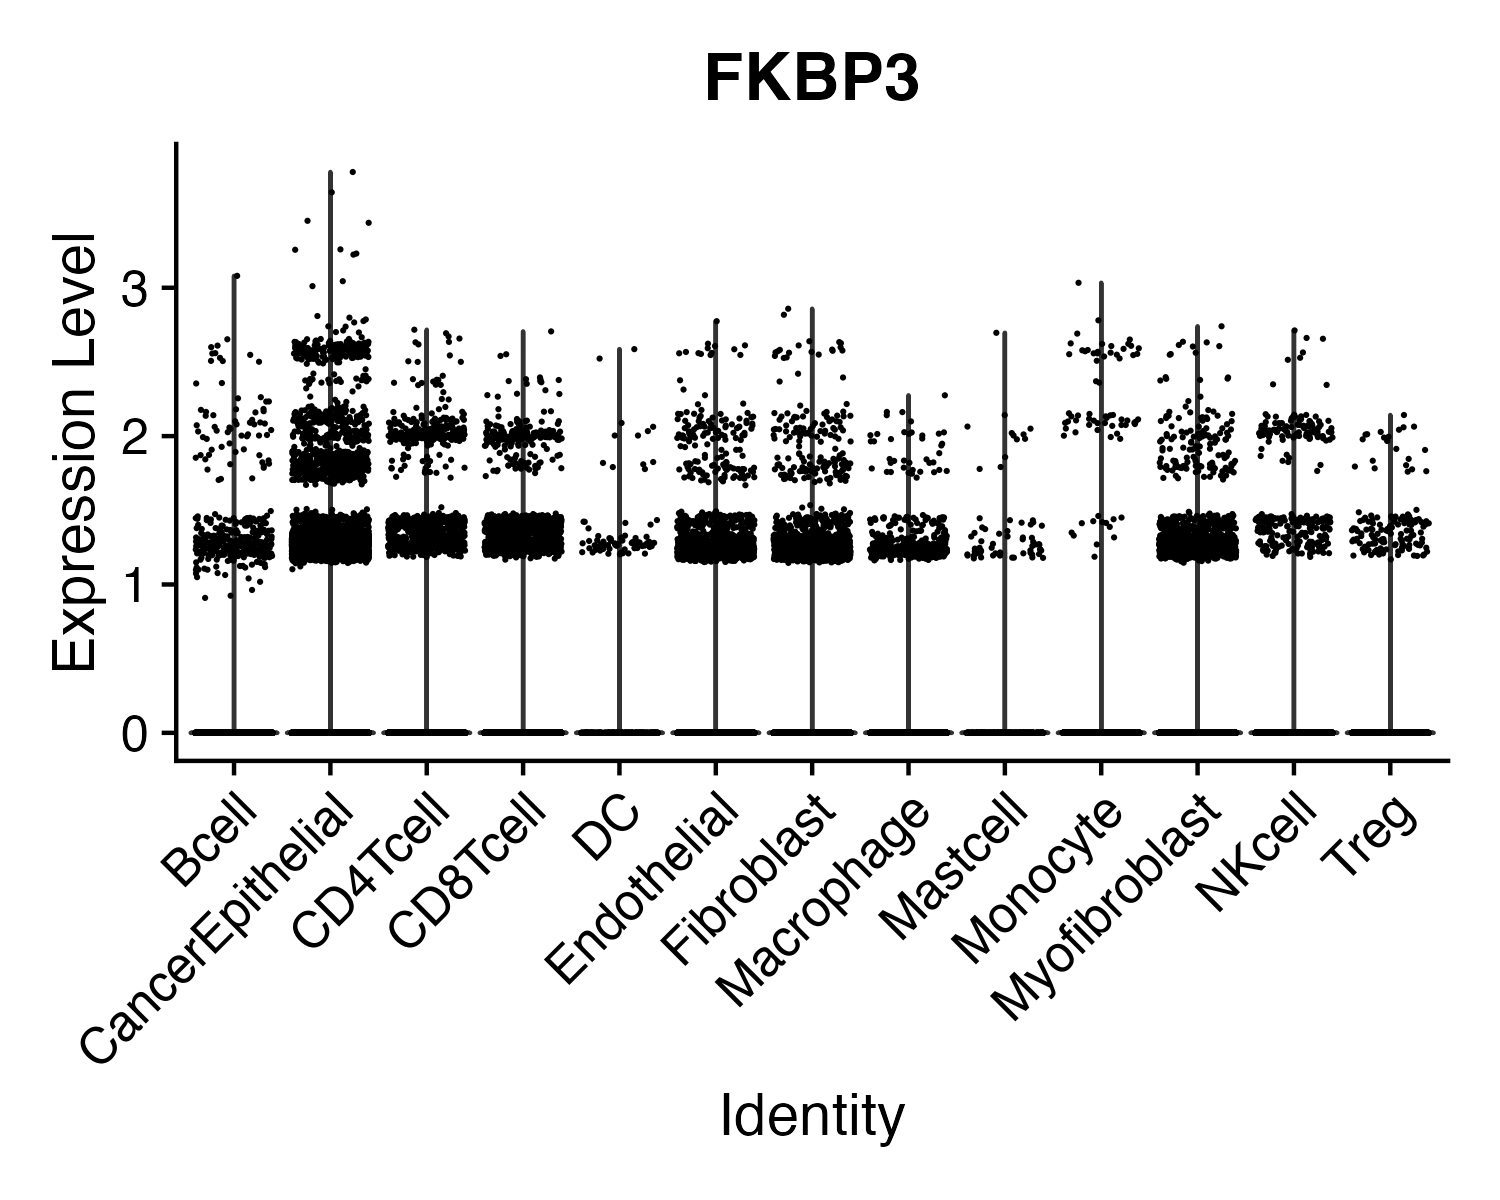 FKBP3
Expression Level
3
2
1
0
Bcell
CancerEpithelial
CD4Tcell
CD8Tcell
DC
Endothelial
Fibroblast
Macrophage
Mastcell
Monocyte
Myofibroblast
NKcell
Treg
Identity